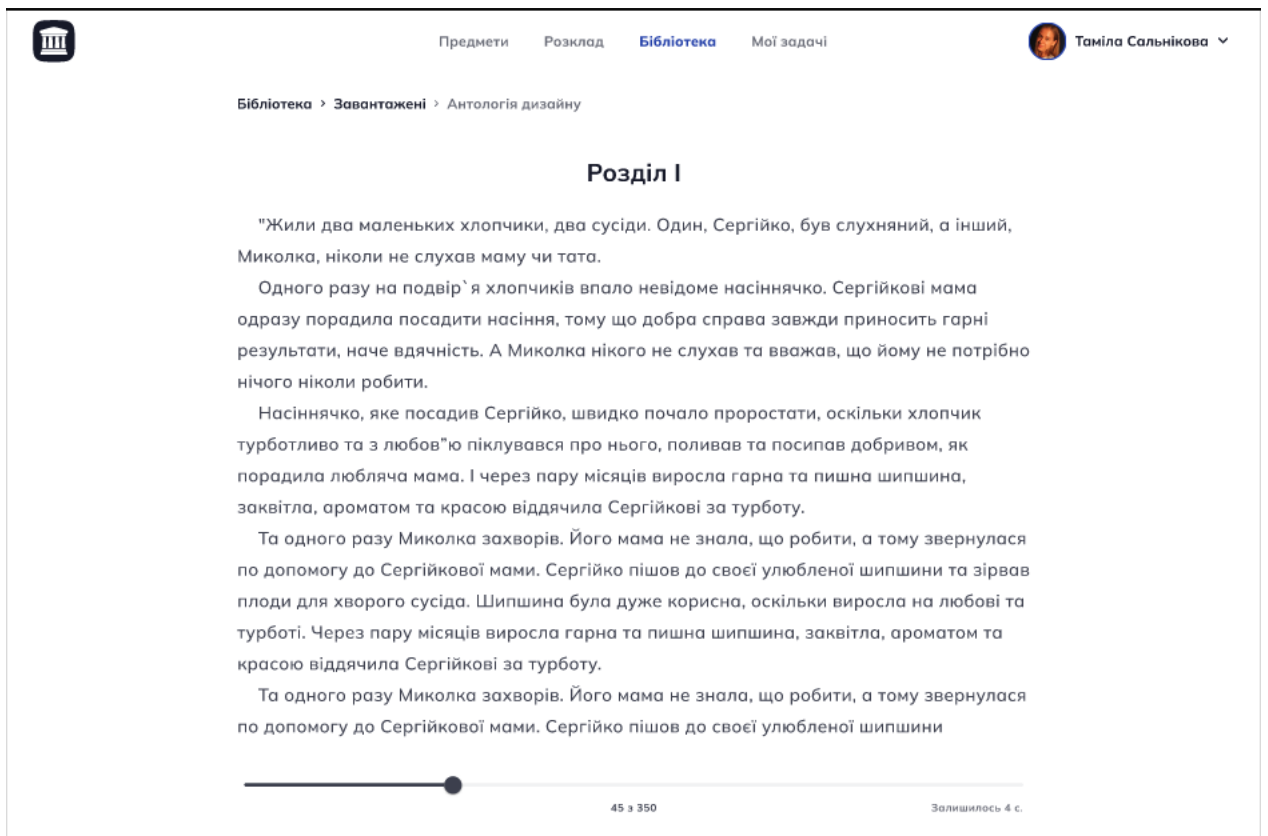 Предмети Розклад Бібліотека Мої задачі Таміла Сальнікова
Бібліотека > Завантажені > Антологія дизайну
Розділ I
"Жили два маленьких хлопчики, два сусіди. Один, Сергійко, був слухняний, а інший,
Миколка, ніколи не слухав маму чи тата.
Одного разу на подвір`я хлопчиків впало невідоме насіннячко. Сергійкові мама
одразу порадила посадити насіння, тому що добра справа завжди приносить гарні
результати, наче вдячність. А Миколка нікого не слухав та вважав, що йому не потрібно
нічого ніколи робити.
Насіннячко, яке посадив Сергійко, швидко почало проростати, оскільки хлопчик
турботливо та з любов"ю піклувався про нього, поливав та посипав добривом, як
порадила любляча мама. І через пару місяців виросла гарна та пишна шипшина,
заквітла, ароматом та красою віддячила Сергійкові за турботу.
Та одного разу Миколка захворів. Його мама не знала, що робити, а тому звернулася
по допомогу до Сергійкової мами. Сергійко пішов до своєї улюбленої шипшини та зірвав
плоди для хворого сусіда. Шипшина була дуже корисна, оскільки виросла на любові та
турботі. Через пару місяців виросла гарна та пишна шипшина, заквітла, ароматом та
красою віддячила Сергійкові за турботу.
Та одного разу Миколка захворів. Його мама не знала, що робити, а тому звернулася
по допомогу до Сергійкової мами. Сергійко пішов до своєї улюбленої шипшини
45 з 350 Залишилось 4 с.